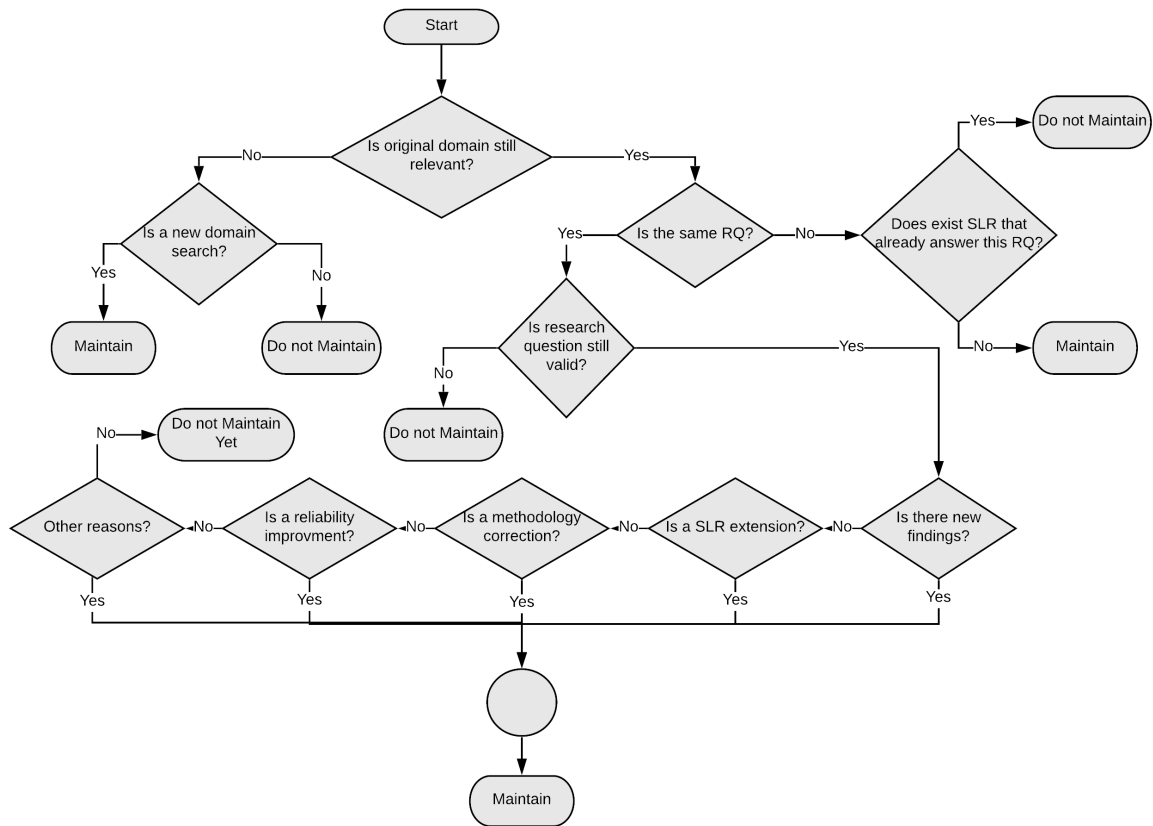 Start
Is original domain still
relevant?
No
Yes
Yes
Do not Maintain
Is a new domain
search?
Yes
No
Maintain
Do not Maintain
Is the same RQ?
Yes
No
Does exist SLR that
already answer this RQ?
No
Maintain
Is research
question still
valid?
No
Yes
Do not Maintain
No
Do not Maintain
Yet
Other reasons?
No
Is a reliability
improvment?
No
Is a methodology
correction?
No
Is a SLR extension?
No
Is there new
findings?
Yes
Yes
Yes
Yes
Yes
Maintain